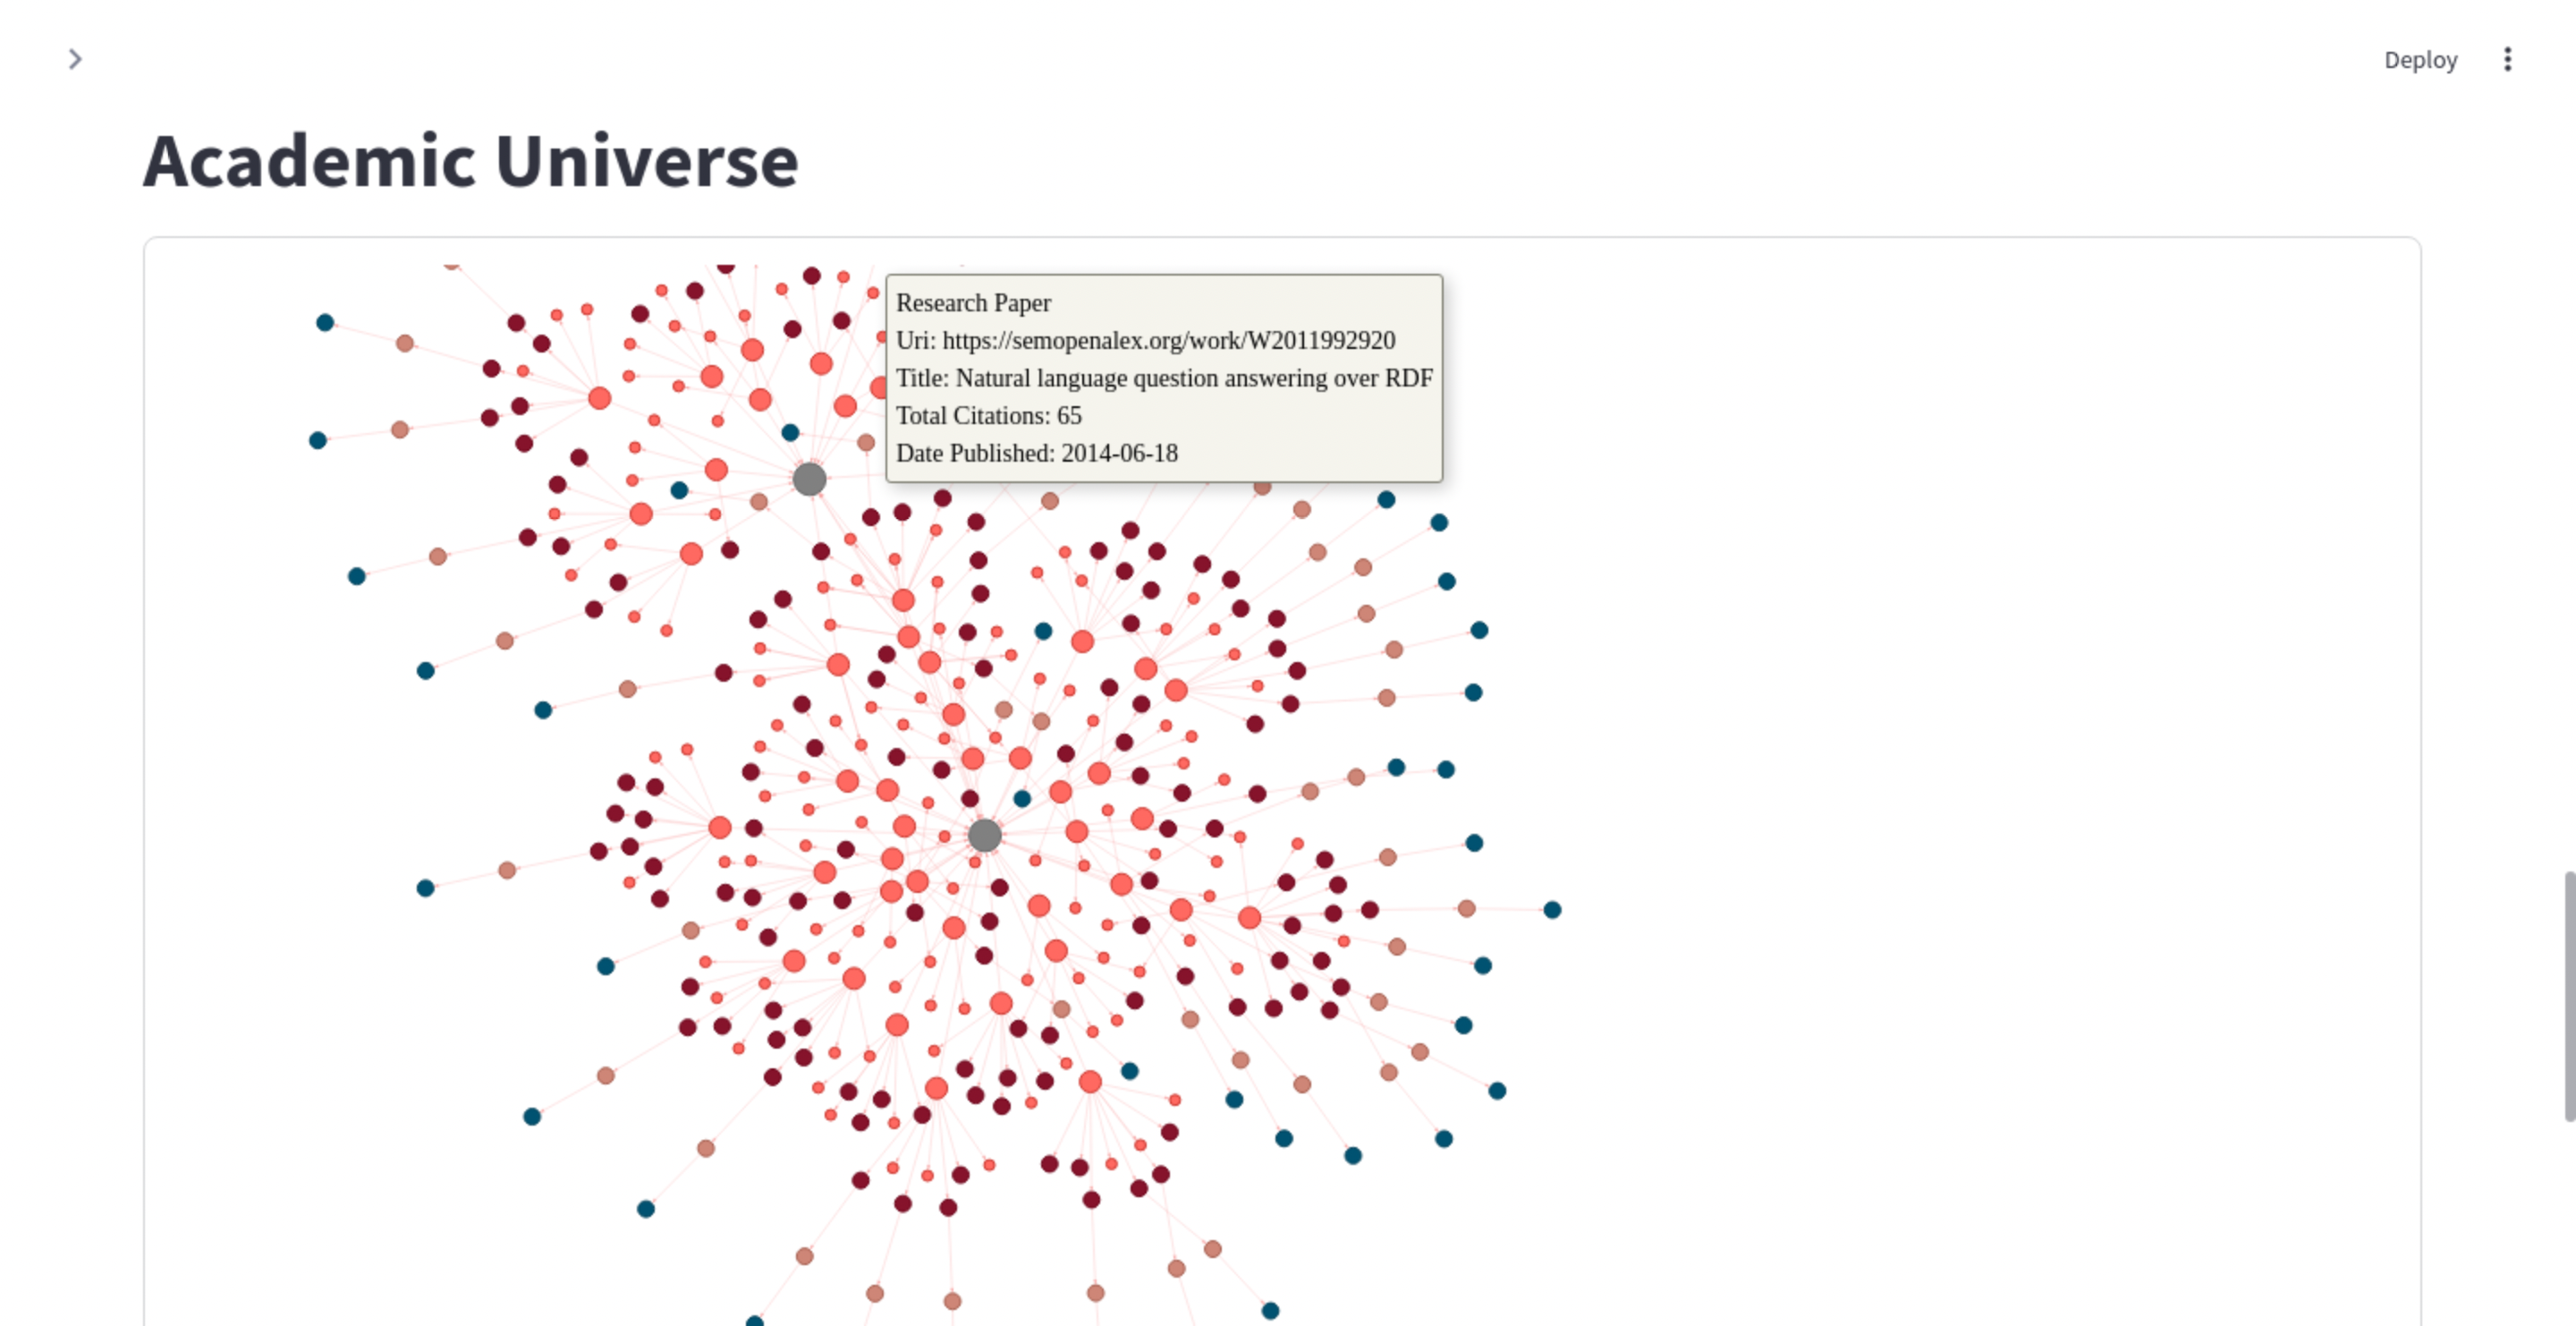 Deploy
Academic Universe
Research Paper
Uri: https://semopenalex.org/work/W2011992920
Title: Natural language question answering over RDF
Total Citations: 65
Date Published: 2014-06-18